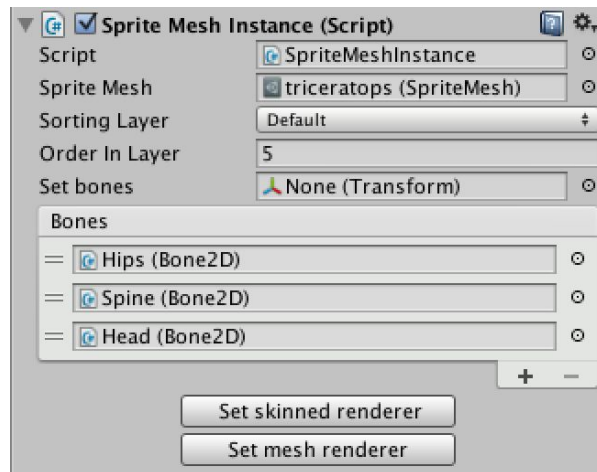 Sprite Mesh Instance (Script)
Script SpriteMeshInstance
Sprite Mesh triceratops (SpriteMesh)
Sorting Layer Default
Order In Layer 5
Set bones None (Transform)
Bones
Hips (Bone2D)
Spine (Bone2D)
Head (Bone2D)
+ −
Set skinned renderer
Set mesh renderer